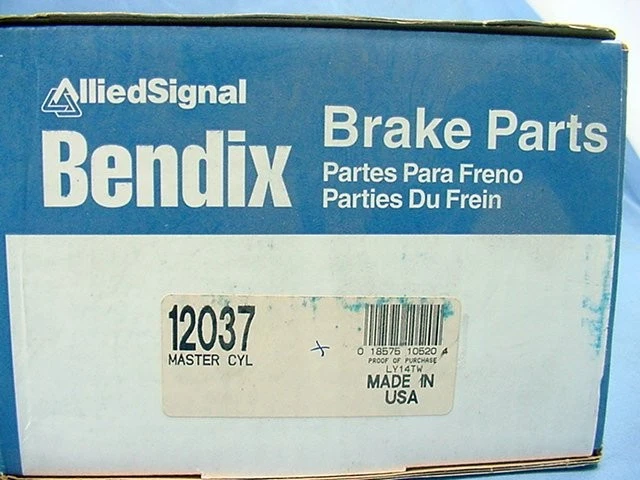 AlliedSignal
Bendix
Brake Parts
Partes Para Freno
Parties Du Frein
12037
MASTER CYL
0 18575 10520 4
PROOF OF PURCHASE
LY14TW
MADE IN
USA